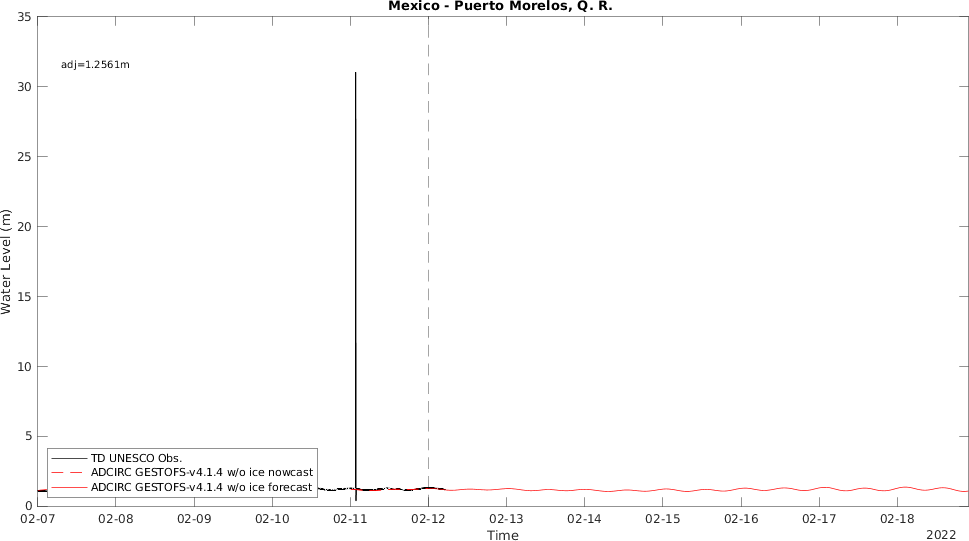 Mexico - Puerto Morelos, Q. R.
adj=1.2561m
35
30
25
20
15
10
5
0
Water Level (m)
TD UNESCO Obs.
ADCIRC GESTOFS-v4.1.4 w/o ice nowcast
ADCIRC GESTOFS-v4.1.4 w/o ice forecast
02-07 02-08 02-09 02-10 02-11 02-12 02-13 02-14 02-15 02-16 02-17 02-18
Time
2022